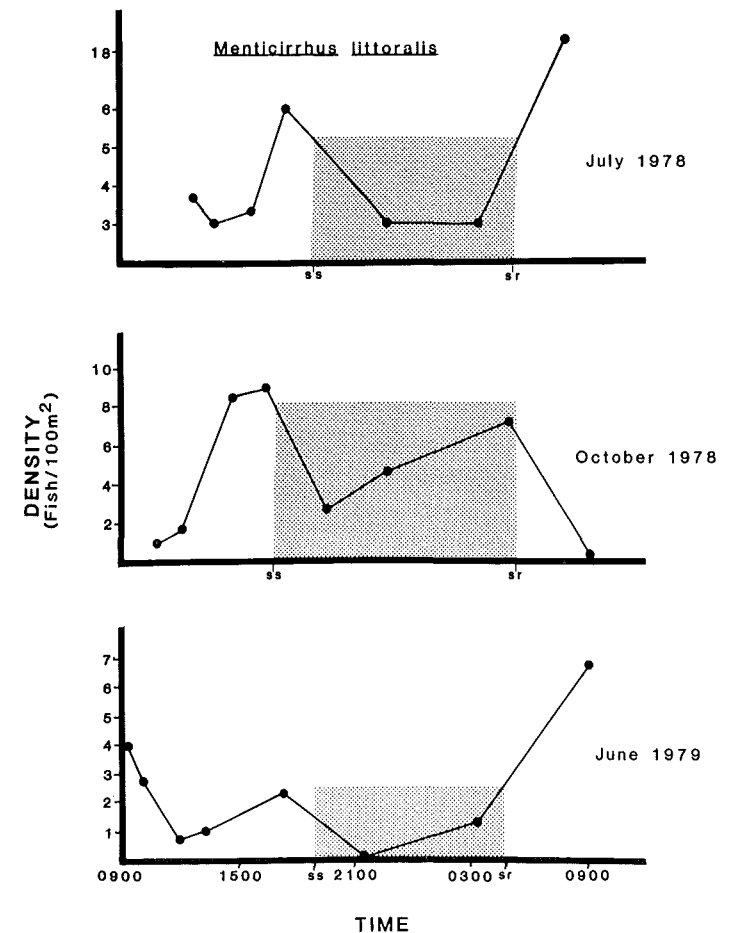 Menticirrhus littoralis
18
6
5
4
3
July 1978
ss sr
DENSITY
(Fish/100m2)
10
8
6
4
2
October 1978
ss sr
7
6
5
4
3
2
1
June 1979
0900 1500 ss 2100 0300 sr 0900
TIME